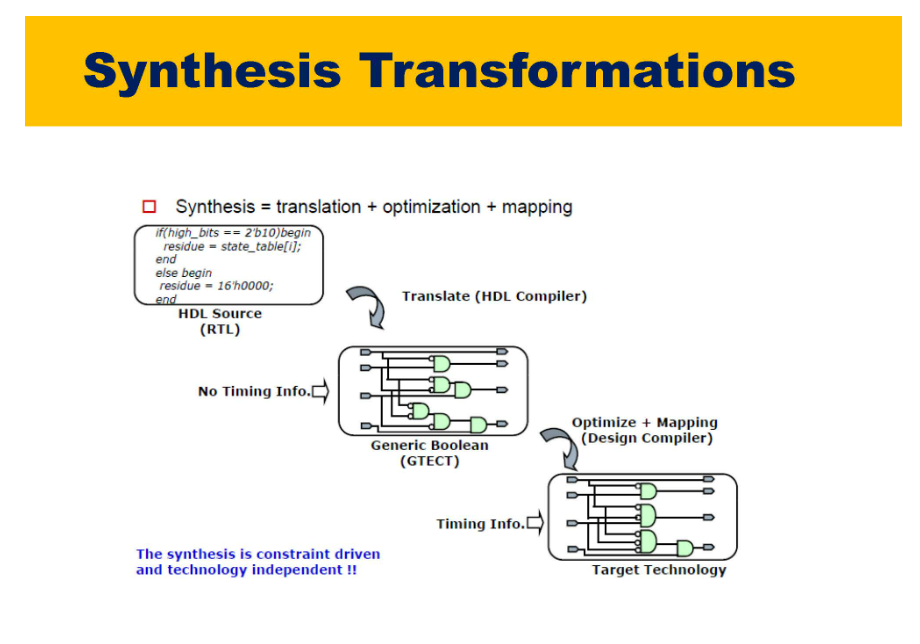 Synthesis Transformations
Synthesis = translation + optimization + mapping
if(high_bits == 2'b10)begin
residue = state_table[i];
end
else begin
residue = 16'h0000;
end
HDL Source
(RTL)
Translate (HDL Compiler)
No Timing Info.
Generic Boolean
(GTECT)
Optimize + Mapping
(Design Compiler)
Timing Info.
Target Technology
The synthesis is constraint driven
and technology independent !!